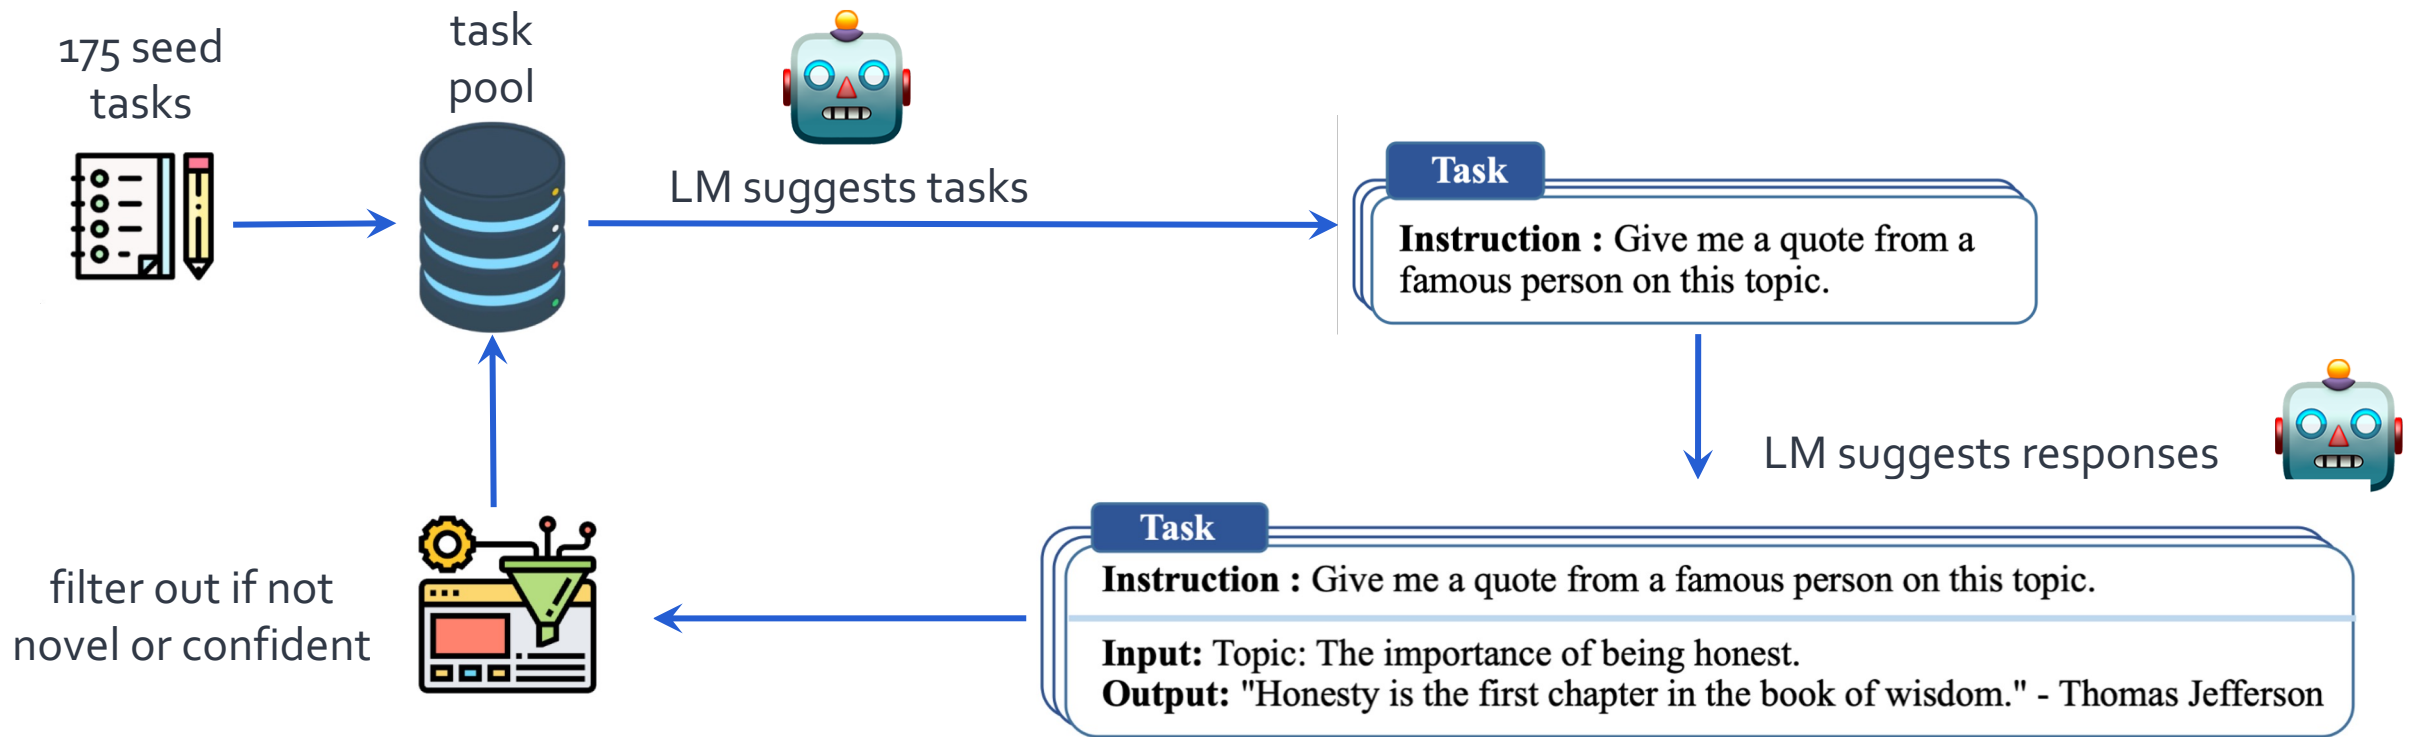 175 seed
tasks
task
pool
LM suggests tasks
Task
Instruction : Give me a quote from a
famous person on this topic.
LM suggests responses
Task
Instruction : Give me a quote from a famous person on this topic.
Input: Topic: The importance of being honest.
Output: "Honesty is the first chapter in the book of wisdom." - Thomas Jefferson
filter out if not
novel or confident